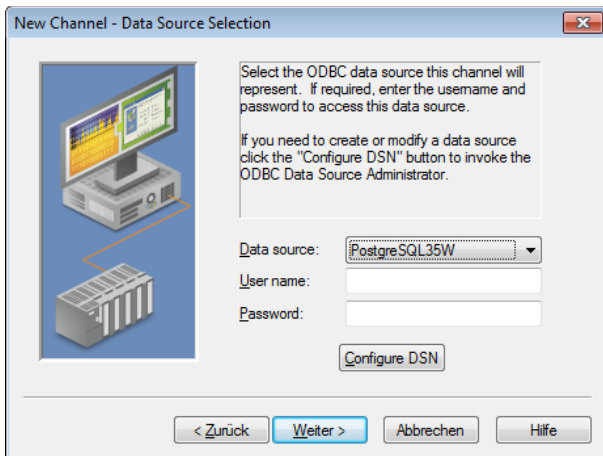 New Channel - Data Source Selection
Select the ODBC data source this channel will
represent. If required, enter the username and
password to access this data source.
If you need to create or modify a data source
click the "Configure DSN" button to invoke the
ODBC Data Source Administrator.
Data source: PostgreSQL35W
User name:
Password:
Configure DSN
< Zurück Weiter > Abbrechen Hilfe